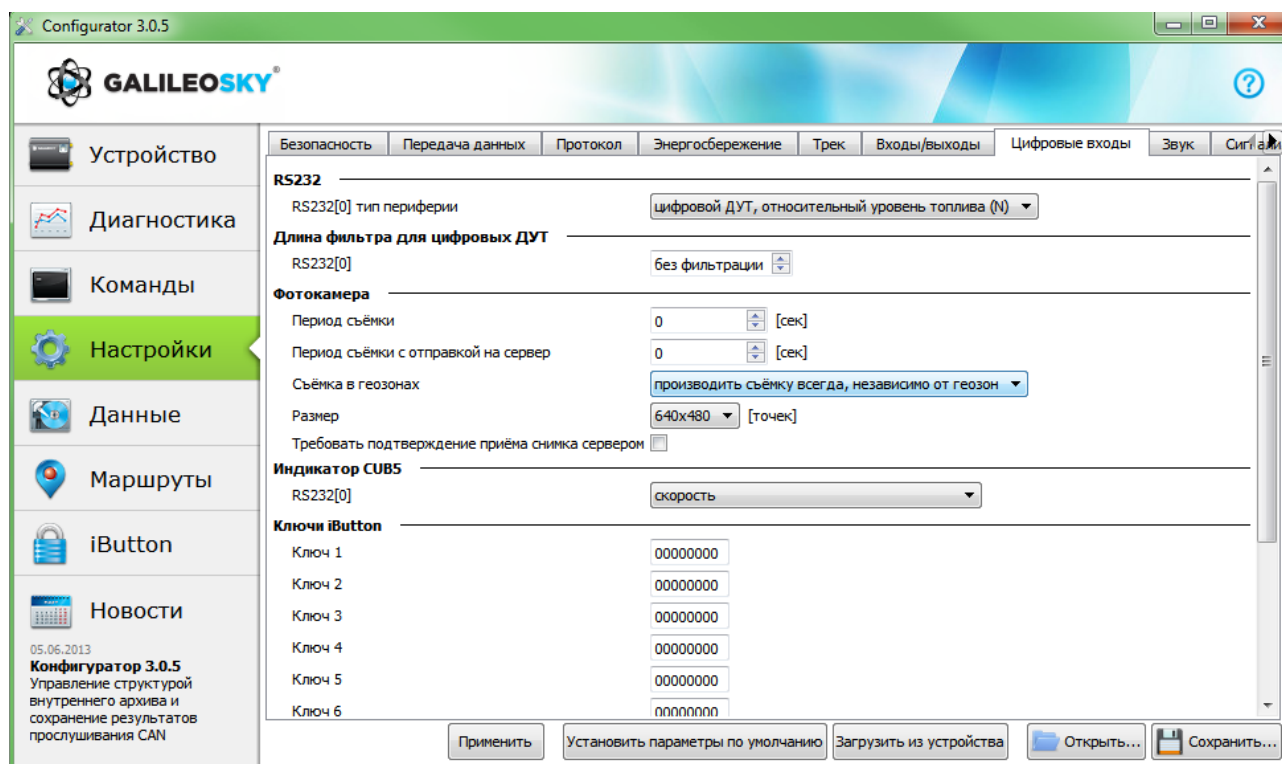 Configurator 3.0.5
GALILEOSKY®
Устройство
Диагностика
Команды
Настройки
Данные
Маршруты
iButton
Новости
05.06.2013
Конфигуратор 3.0.5
Управление структурой
внутреннего архива и
сохранение результатов
прослушивания CAN
Безопасность Передача данных Протокол Энергосбережение Трек Входы/выходы Цифровые входы Звук
RS232
RS232[0] тип периферии цифровой ДУТ, относительный уровень топлива (N)
Длина фильтра для цифровых ДУТ
RS232[0] без фильтрации
Фотокамера
Период съёмки 0 [сек]
Период съёмки с отправкой на сервер 0 [сек]
Съёмка в геозонах производить съёмку всегда, независимо от геозон
Размер 640x480 [точек]
Требовать подтверждение приёма снимка сервером
Индикатор CUB5
RS232[0] скорость
Ключи iButton
Ключ 1 00000000
Ключ 2 00000000
Ключ 3 00000000
Ключ 4 00000000
Ключ 5 00000000
Ключ 6 00000000
Применить Установить параметры по умолчанию Загрузить из устройства Открыть... Сохранить...